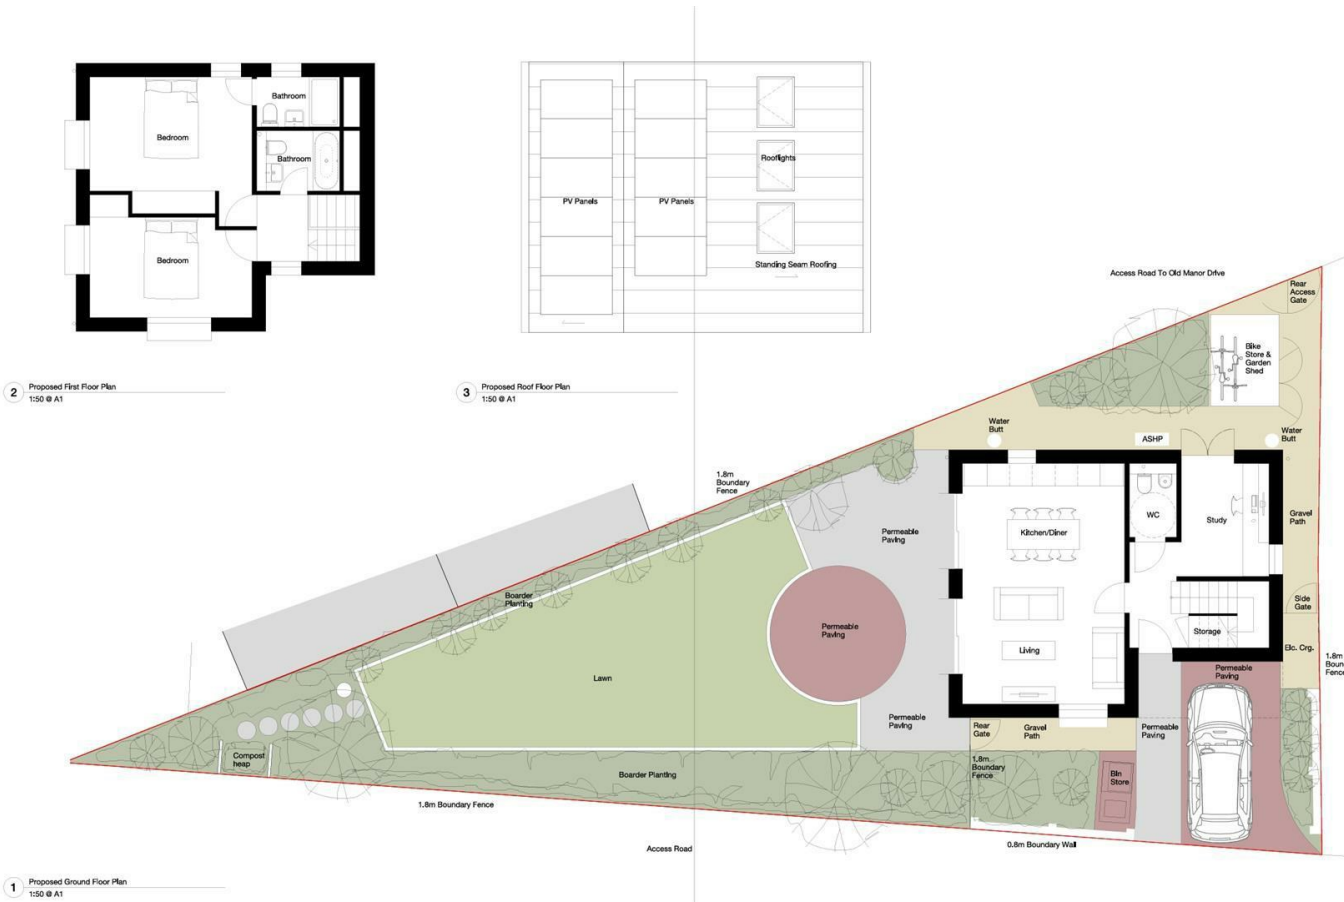 Bathroom
Bedroom
Bathroom
Bedroom
2
Proposed First Floor Plan
1:50 @ A1
Rooflights
PV Panels
PV Panels
Standing Seam Roofing
3
Proposed Roof Floor Plan
1:50 @ A1
Access Road To Old Manor Drive
Rear
Access
Gate
Bike
Store &
Garden
Shed
Water
Butt
ASHP
Water
Butt
1.8m
Boundary
Fence
Permeable
Paving
Kitchen/Diner
WC
Study
Gravel
Path
Boarder
Planting
Side
Gate
Permeable
Paving
Storage
Living
Elc. Crg.
1.8m
Boun
Fence
Permeable
Paving
Lawn
Permeable
Paving
Rear
Gate
Gravel
Path
Permeable
Paving
Compost
heap
Boarder Planting
1.8m
Boundary
Fence
Bin
Store
1.8m Boundary Fence
Access Road
0.8m Boundary Wall
1
Proposed Ground Floor Plan
1:50 @ A1